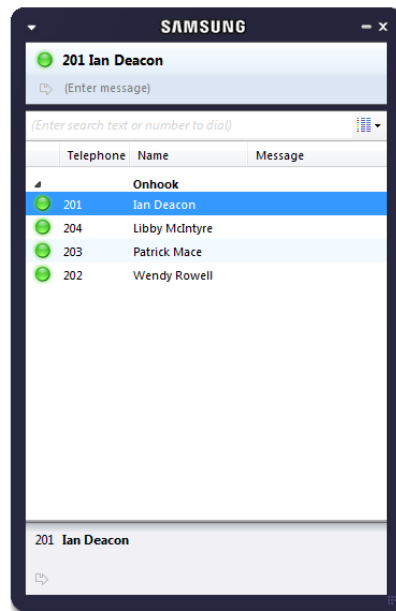 SAMSUNG
201 Ian Deacon
(Enter message)
(Enter search text or number to dial)
Telephone Name Message
Onhook
201 Ian Deacon
204 Libby McIntyre
203 Patrick Mace
202 Wendy Rowell
201 Ian Deacon